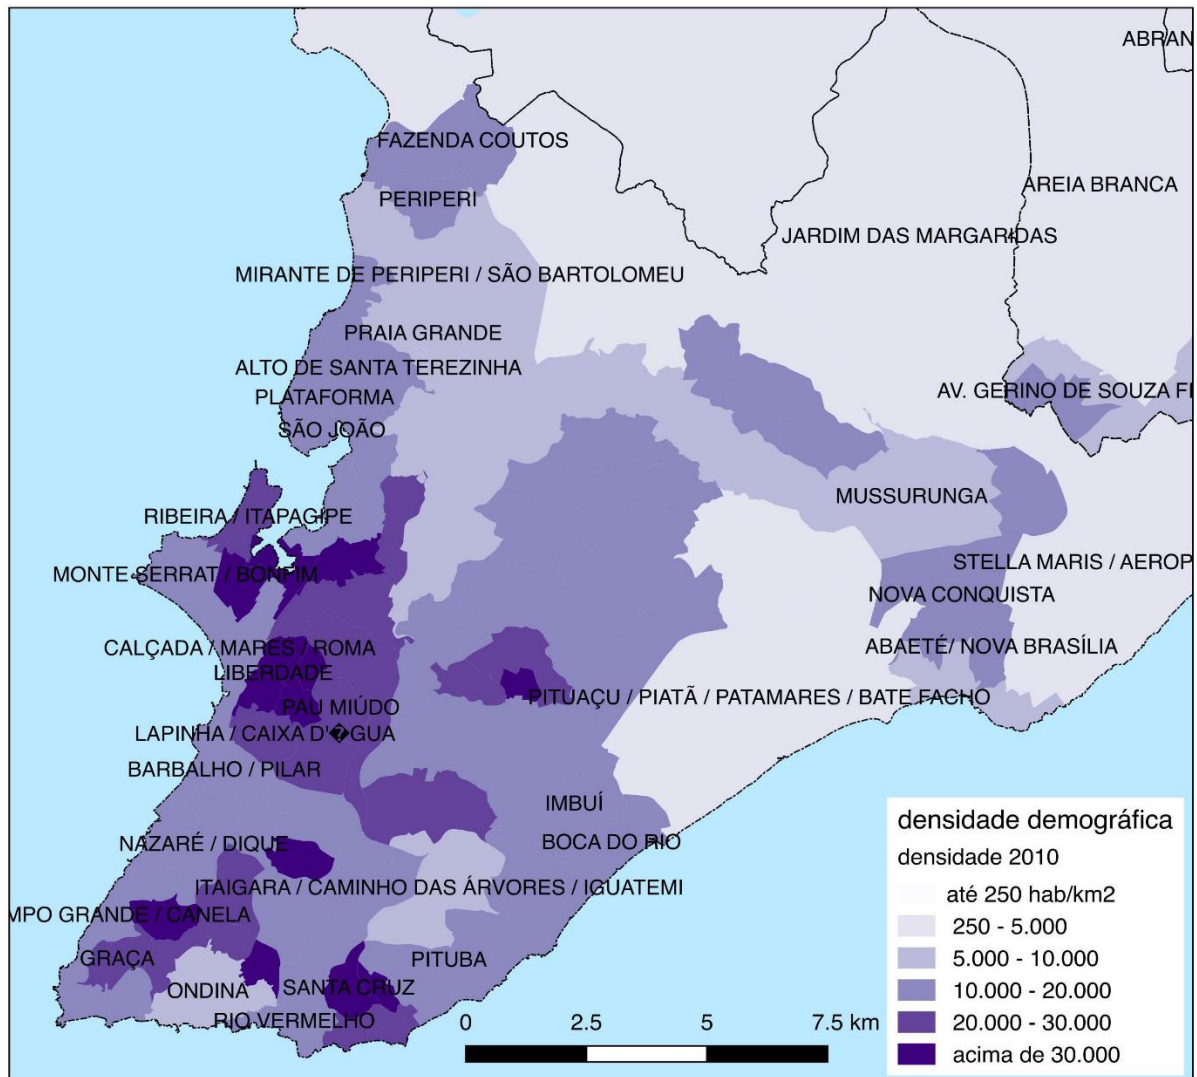 ABRAN
FAZENDA COUTOS
AREIA BRANCA
PERIPERI
JARDIM DAS MARGARIDAS
MIRANTE DE PERIPERI / SÃO BARTOLOMEU
PRAIA GRANDE
ALTO DE SANTA TEREZINHA
AV. GERINO DE SOUZA FI
PLATAFORMA
SÃO JOÃO
MUSSURUNGA
RIBEIRA / ITAPAGIPE
STELLA MARIS / AEROP
MONTE SERRAT / BONFIM
NOVA CONQUISTA
CALÇADA / MARES / ROMA
ABAETÉ/ NOVA BRASÍLIA
LIBERDADE
PITUAÇU / PIATÃ / PATAMARES / BATE FACHO
PAU MIÚDO
LAPINHA / CAIXA D'�GUA
BARBALHO / PILAR
IMBUÍ
NAZARÉ / DIQUE
BOCA DO RIO
ITAIGARA / CAMINHO DAS ÁRVORES / IGUATEMI
MPO GRANDE / CANELA
GRAÇA
PITUBA
ONDINA
SANTA CRUZ
RIO VERMELHO
0 2.5 5 7.5 km
densidade demográfica
densidade 2010
até 250 hab/km2
250 - 5.000
5.000 - 10.000
10.000 - 20.000
20.000 - 30.000
acima de 30.000